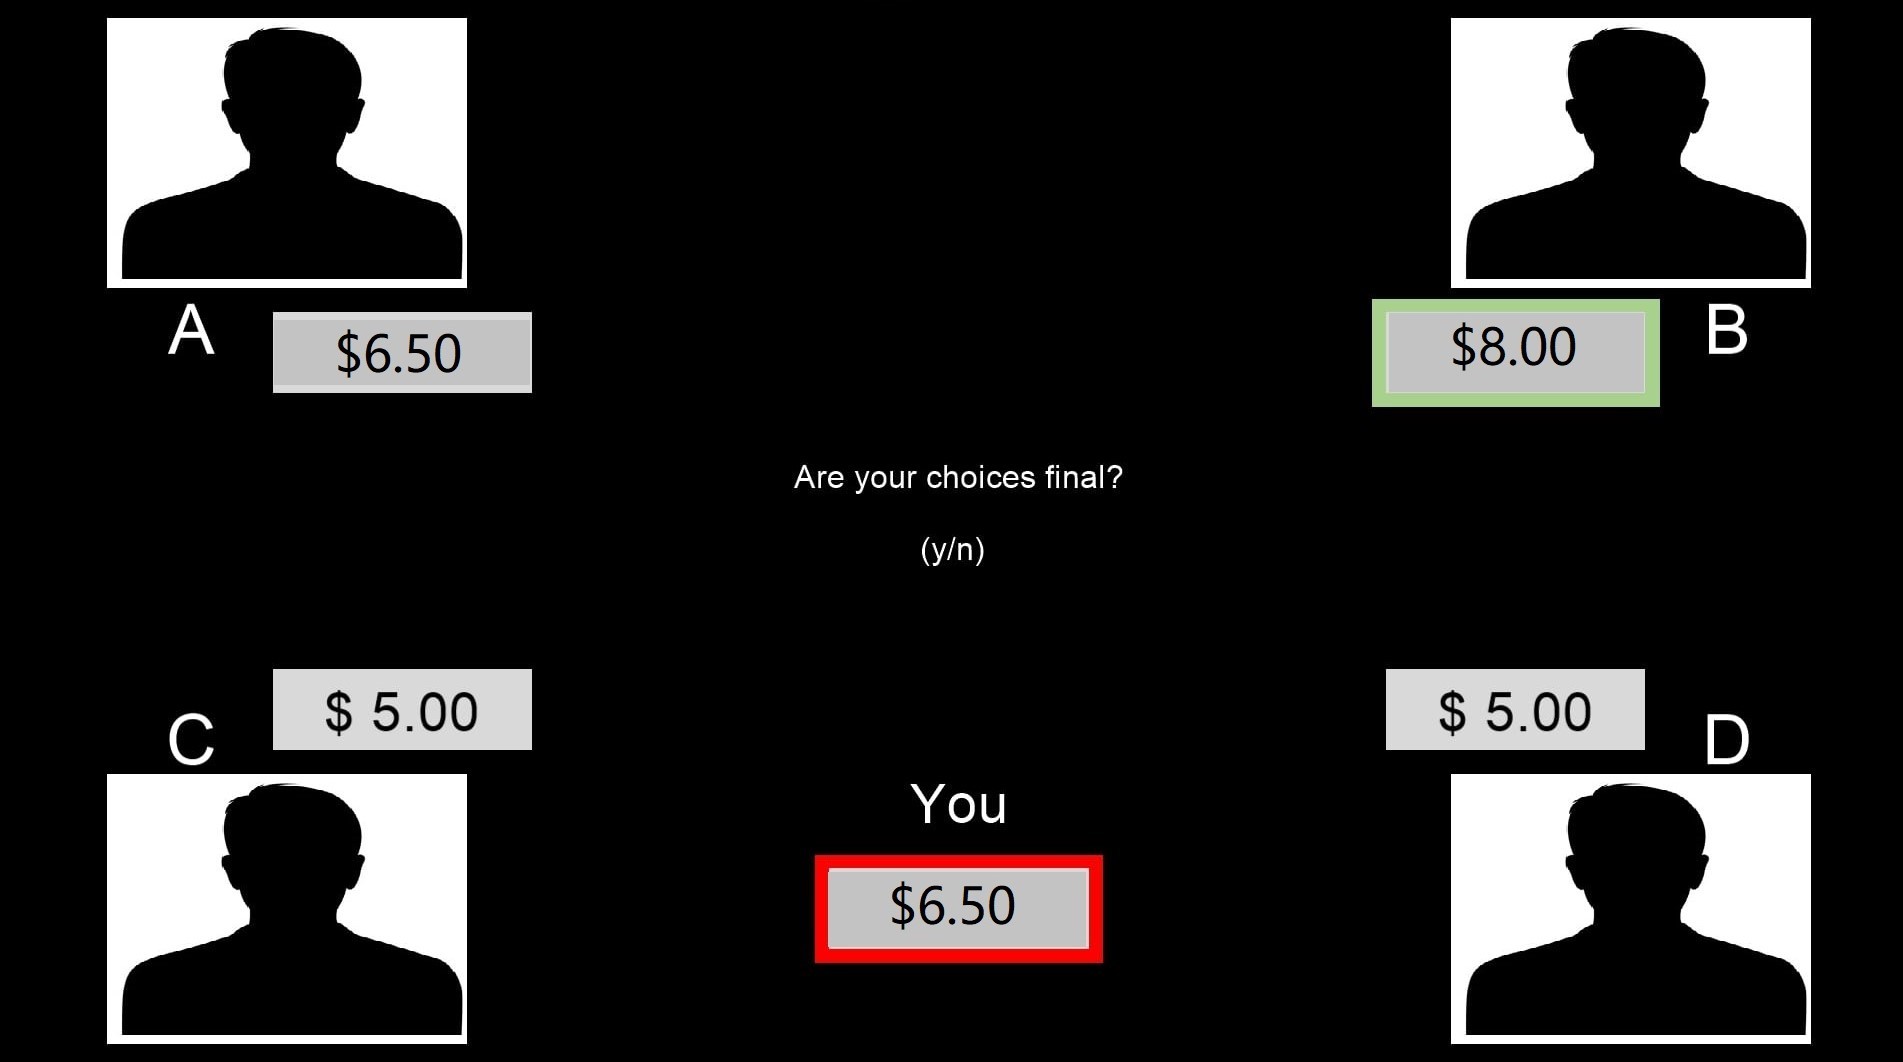 A
$6.50
$8.00
B
Are your choices final?
(y/n)
C
$ 5.00
$ 5.00
D
You
$6.50